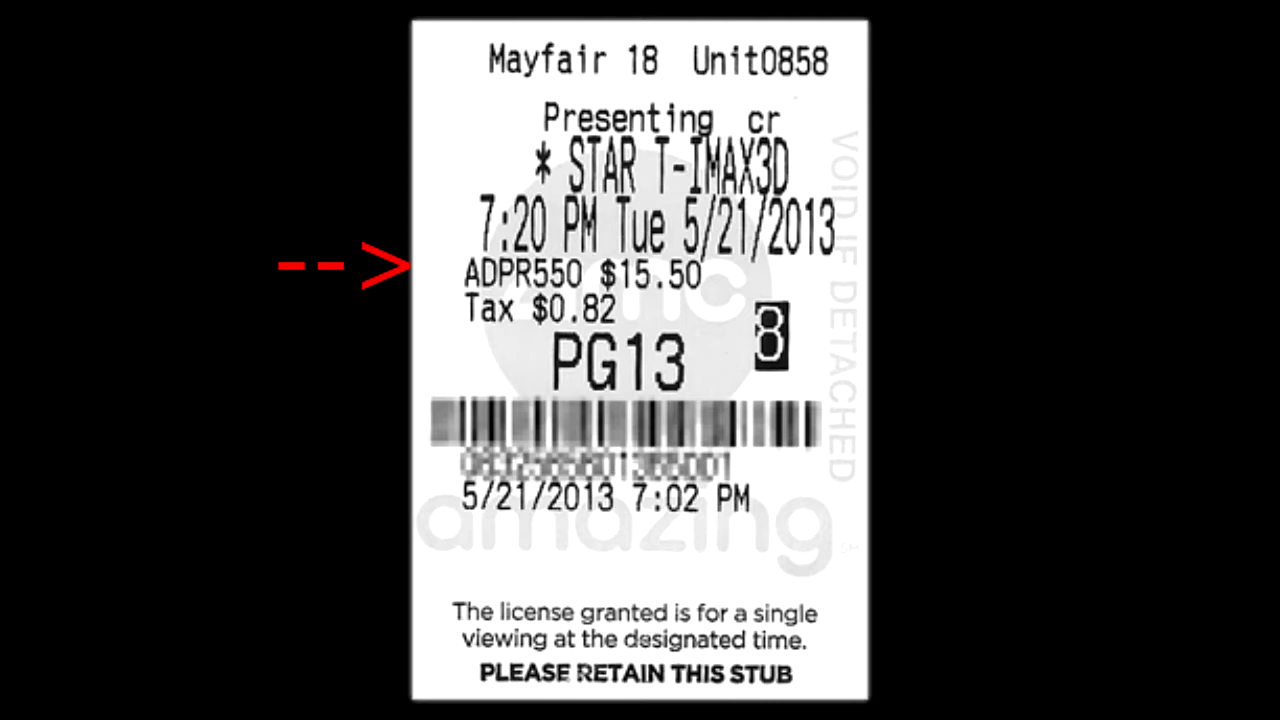 Mayfair 18 Unit0858
Presenting cr
* STAR T-IMAX3D
7:20 PM Tue 5/21/2013
ADPR550 $15.50
Tax $0.82
8
PG13
5/21/2013 7:02 PM
amc
amazing
VOID IF DETACHED
The license granted is for a single
viewing at the designated time.
PLEASE RETAIN THIS STUB